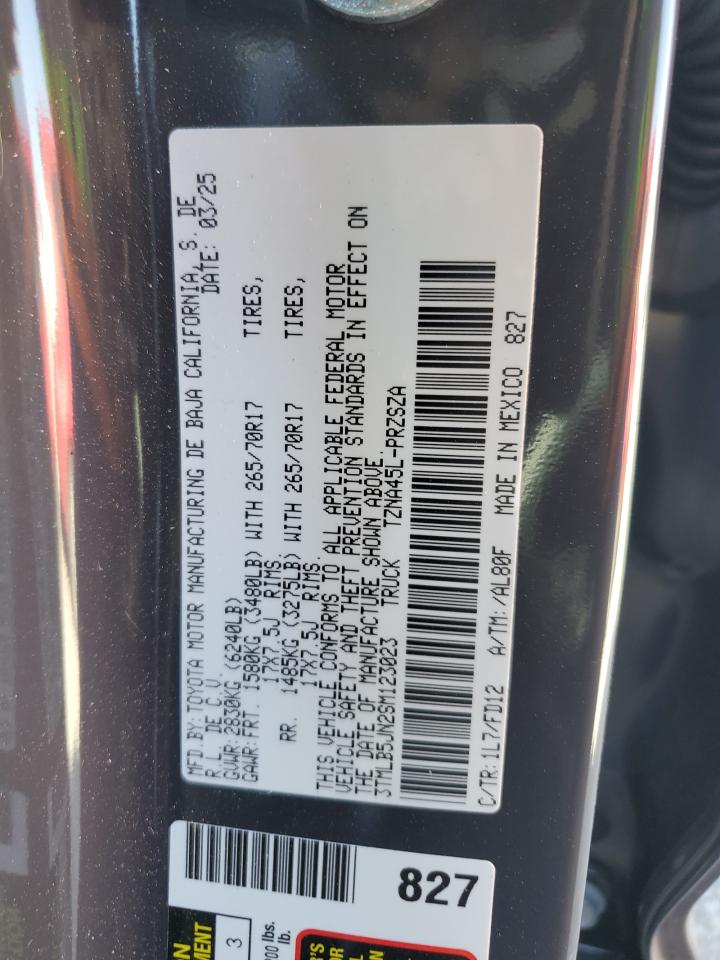 MFD.BY:TOYOTA MOTOR MANUFACTURING DE BAJA CALIFORNIA, S. DE
R. L. DE C.V. DATE: 03/25
GVWR:2830KG (6240LB)
GAWR:FRT. 1580KG (3480LB) WITH 265/70R17 TIRES,
17X7.5J RIMS
RR. 1485KG (3275LB) WITH 265/70R17 TIRES,
17X7.5J RIMS.
THIS VEHICLE CONFORMS TO ALL APPLICABLE FEDERAL MOTOR
VEHICLE SAFETY AND THEFT PREVENTION STANDARDS IN EFFECT ON
THE DATE OF MANUFACTURE SHOWN ABOVE.
3TMLB5JN2SM123023 TRUCK TZNA45L-PRZSZA
C/TR:1L7/FD12 A/TM:/AL80F MADE IN MEXICO 827
827
3
lbs.
lb.